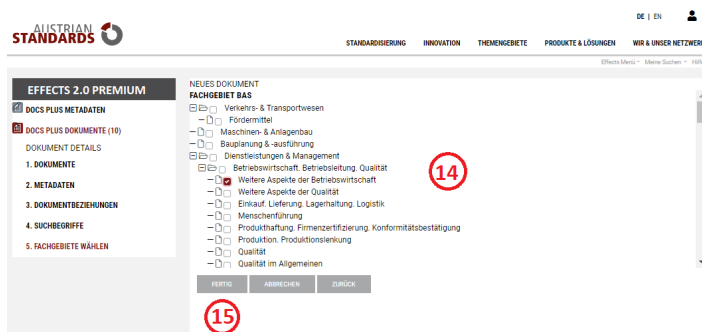 DE | EN
AUSTRIAN
STANDARDS
STANDARDISIERUNG INNOVATION THEMENGEBIETE PRODUKTE & LÖSUNGEN WIR & UNSER NETZWERK
Effects Menü Meine Suchen Hilfe
EFFECTS 2.0 PREMIUM
DOCS PLUS METADATEN
DOCS PLUS DOKUMENTE (10)
DOKUMENT DETAILS
1. DOKUMENTE
2. METADATEN
3. DOKUMENTBEZIEHUNGEN
4. SUCHBEGRIFFE
5. FACHGEBIETE WÄHLEN
NEUES DOKUMENT
FACHGEBIET BAS
Verkehrs- & Transportwesen
Fördermittel
Maschinen- & Anlagenbau
Bauplanung & -ausführung
Dienstleistungen & Management
Betriebswirtschaft. Betriebsleitung. Qualität
Weitere Aspekte der Betriebswirtschaft
Weitere Aspekte der Qualität
Einkauf. Lieferung. Lagerhaltung. Logistik
Menschenführung
Produkthaftung. Firmenzertifizierung. Konformitätsbestätigung
Produktion. Produktionslenkung
Qualität
Qualität im Allgemeinen
14
FERTIG ABBRECHEN ZURÜCK
15